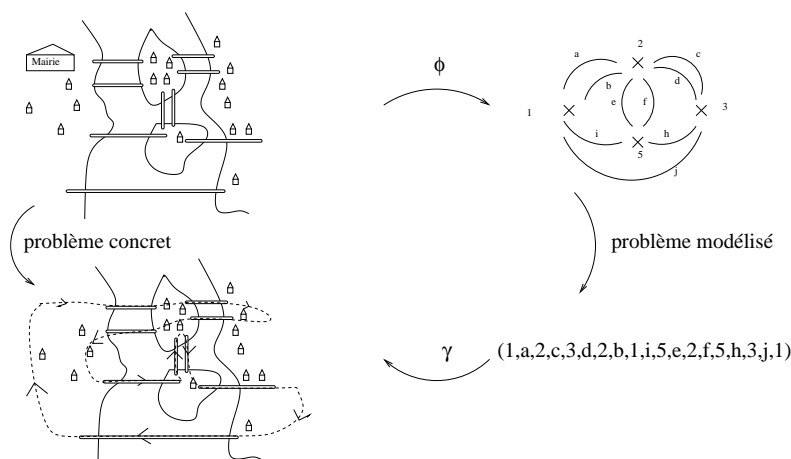 Mairie
ϕ
a
2
c
b
d
1
e
f
3
i
h
5
j
problème concret
problème modélisé
γ
(1,a,2,c,3,d,2,b,1,i,5,e,2,f,5,h,3,j,1)